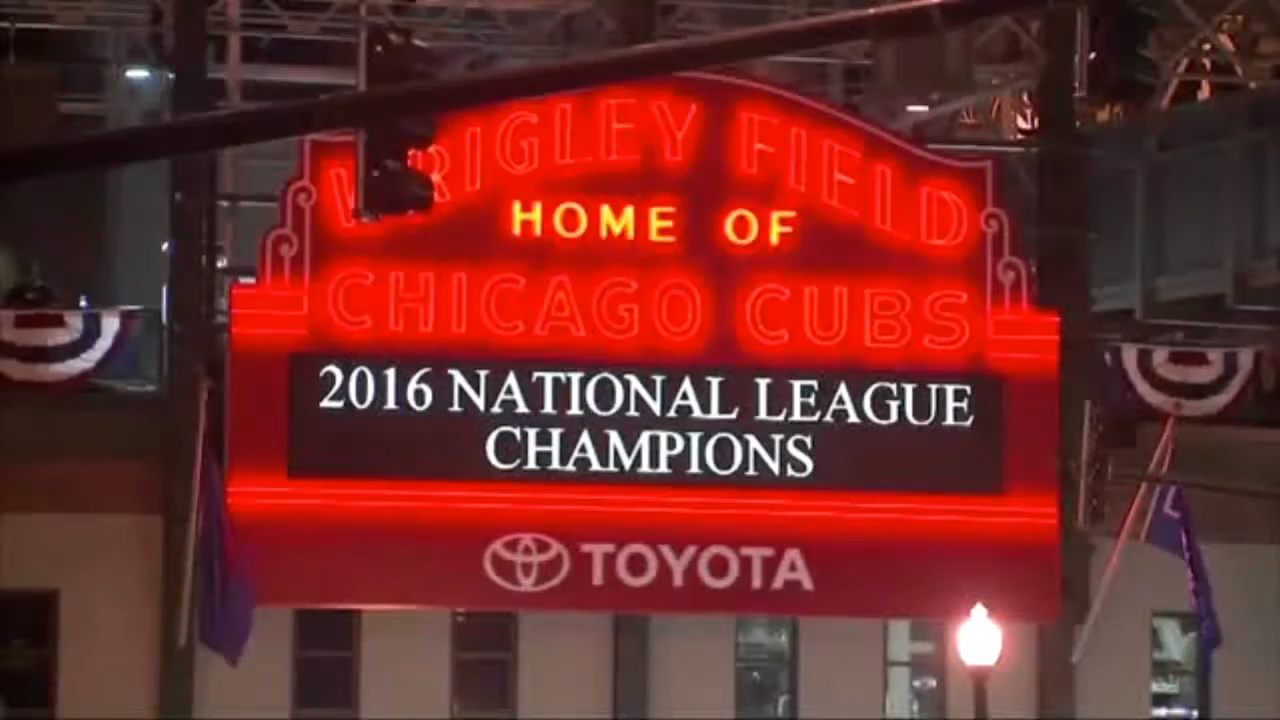 WRIGLEY FIELD
HOME OF
CHICAGO CUBS
2016 NATIONAL LEAGUE
CHAMPIONS
TOYOTA